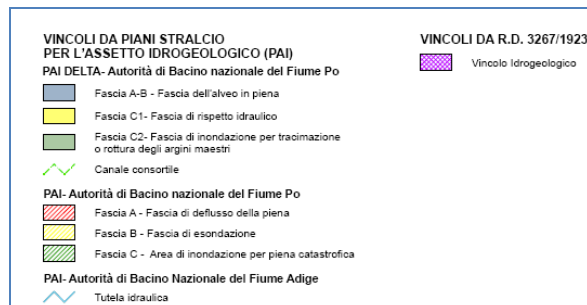 VINCOLI DA PIANI STRALCIO
PER L'ASSETTO IDROGEOLOGICO (PAI)
PAI DELTA- Autorità di Bacino nazionale del Fiume Po
Fascia A-B - Fascia dell'alveo in piena
Fascia C1- Fascia di rispetto idraulico
Fascia C2- Fascia di inondazione per tracimazione
o rottura degli argini maestri
Canale consortile
PAI- Autorità di Bacino nazionale del Fiume Po
Fascia A - Fascia di deflusso della piena
Fascia B - Fascia di esondazione
Fascia C - Area di inondazione per piena catastrofica
PAI- Autorità di Bacino Nazionale del Fiume Adige
Tutela idraulica
VINCOLI DA R.D. 3267/1923
Vincolo Idrogeologico